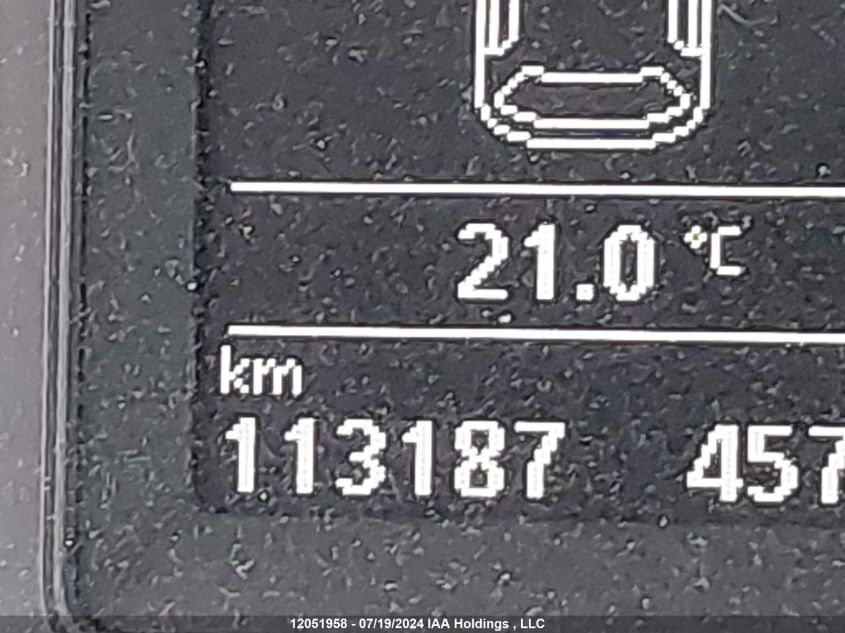 21.0 °C
km
113187 457
12051958 - 07/19/2024 IAA Holdings , LLC